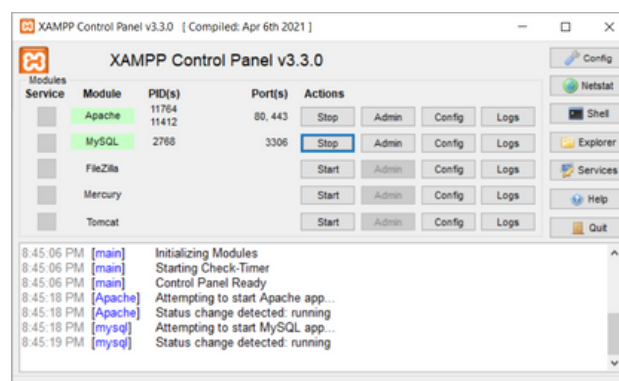 XAMPP Control Panel v3.3.0 [ Compiled: Apr 6th 2021 ]
XAMPP Control Panel v3.3.0
Config
Modules
Service Module PID(s) Port(s) Actions
Netstat
Apache 11764 11412 80, 443 Stop Admin Config Logs
Shell
MySQL 2768 3306 Stop Admin Config Logs
Explorer
FileZilla Start Admin Config Logs
Services
Mercury Start Admin Config Logs
Help
Tomcat Start Admin Config Logs
Quit
8:45:06 PM [main] Initializing Modules
8:45:06 PM [main] Starting Check-Timer
8:45:06 PM [main] Control Panel Ready
8:45:18 PM [Apache] Attempting to start Apache app...
8:45:18 PM [Apache] Status change detected: running
8:45:18 PM [mysql] Attempting to start MySQL app...
8:45:19 PM [mysql] Status change detected: running